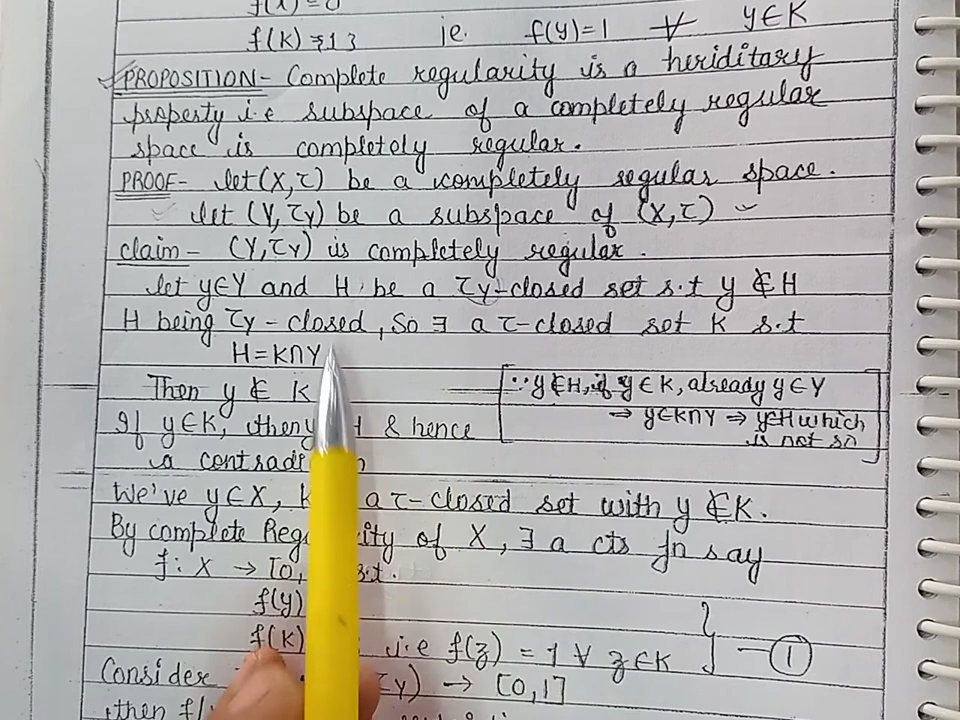 f(x)=0
f(K)={1} ie. f(y)=1 ∀ y∈K
PROPOSITION- Complete regularity is a heriditary
property i.e subspace of a completely regular
space is completely regular.
PROOF- let (X,τ) be a completely regular space.
let (Y,τY) be a subspace of (X,τ)
claim- (Y,τY) is completely regular.
let y∈Y and H be a τY-closed set s.t y∉H
H being τY-closed, So ∃ a τ-closed set K s.t
H=K∩Y
Then y∉K
∵ y∉H, if y∈K, already y∈Y
⇒ y∈K∩Y ⇒ y∈H which
is not so
If y∈K, then y H & hence
a
We've y∈X, K a τ-closed set with y∉K.
By complete of X, ∃ a cts fn say
f: X → [0, s.t.
f(y)
f(K) i.e f(z) = 1 ∀ z∈K
①
Consider τY) → [0,1]
then